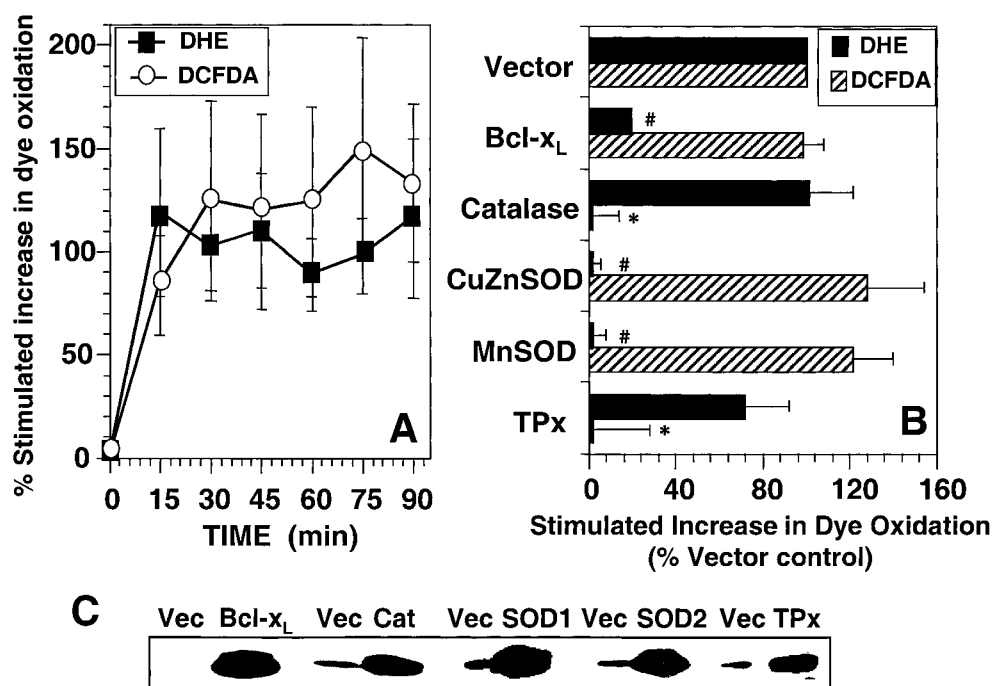 % Stimulated increase in dye oxidation
200
150
100
50
0
DHE
DCFDA
A
0 15 30 45 60 75 90
TIME (min)
Vector
Bcl-xL
Catalase
CuZnSOD
MnSOD
TPx
DHE
DCFDA
#
*
#
#
*
B
0 40 80 120 160
Stimulated Increase in Dye Oxidation
(% Vector control)
C
Vec Bcl-xL Vec Cat Vec SOD1 Vec SOD2 Vec TPx